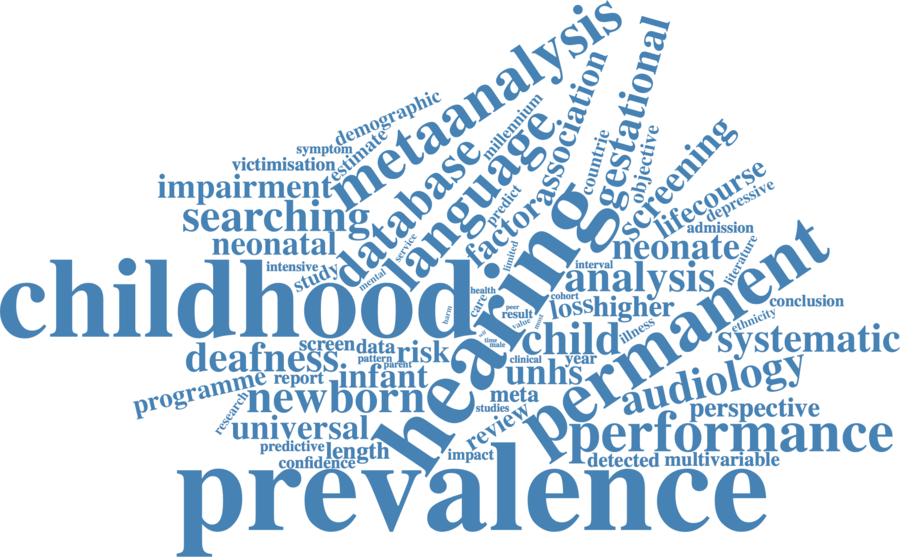 metaanalysis
gestational
demographic
association
millennium
symptom
estimate
database
language
countrie
objective
screening
victimisation
impairment
predict
lifecourse
depressive
searching
factor
admission
neonatal
service
limited
neonate
literature
intensive
study
mental
hearing
interval
analysis
childhood
health
cohort
conclusion
care
peer
result
loss
higher
harm
value
most
ethnicity
permanent
illness
child
systematic
screen
data
air
time
male
deafness
pattern
risk
parent
clinical
year
programme
report
infant
unhs
audiology
newborn
meta
research
studies
perspective
universal
review
performance
predictive
length
impact
confidence
detected
multivariable
prevalence